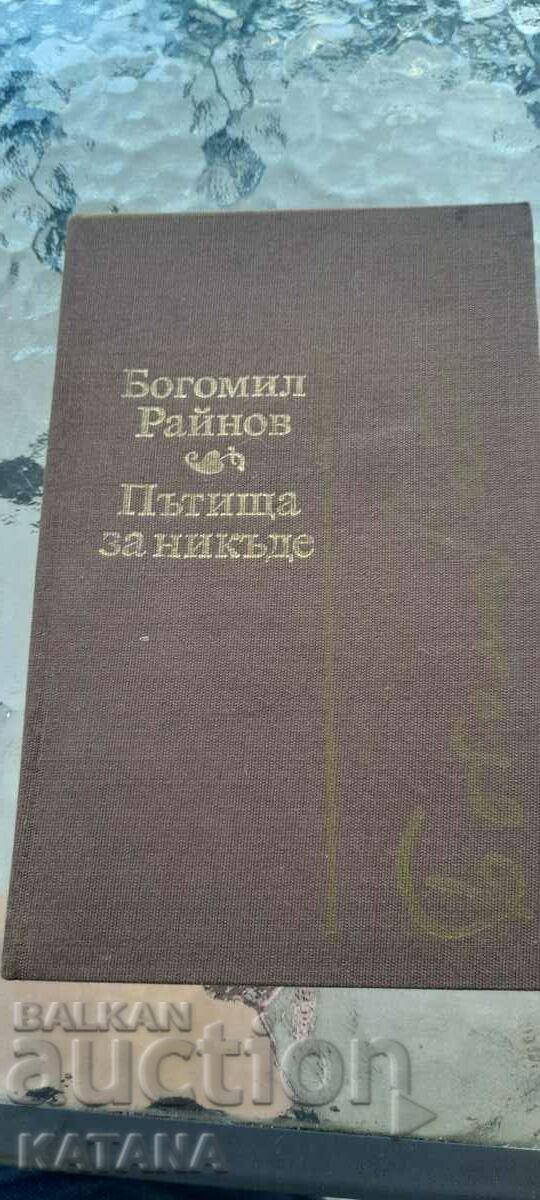 Богомил
Райнов
Пътища
за никъде
BALKAN
auction
KATANA